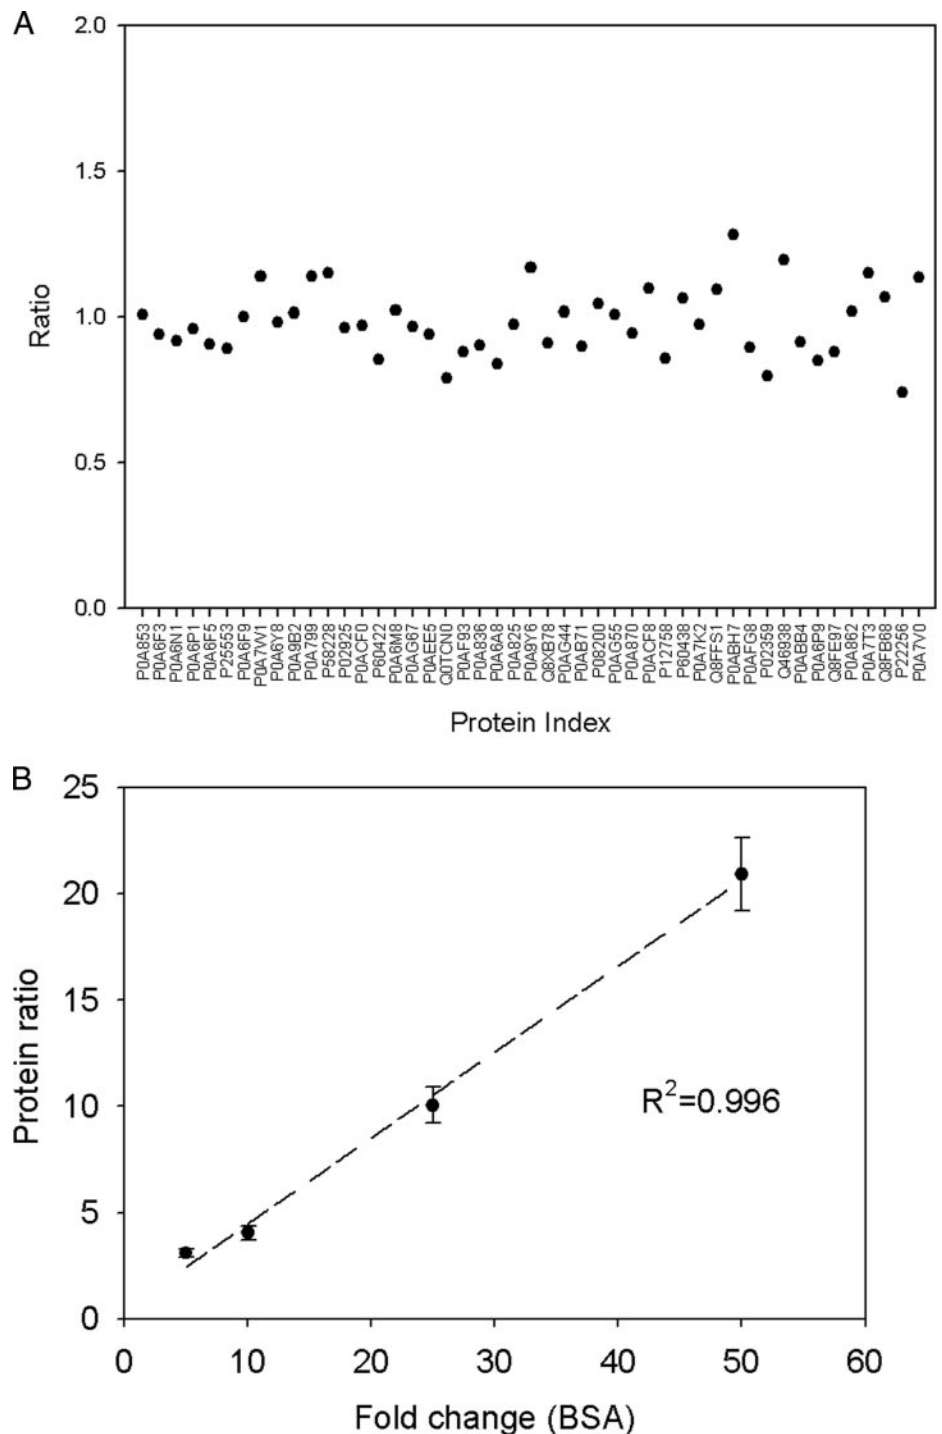 A
2.0
1.5
1.0
0.5
0.0
Ratio
P0A853
P0A6F3
P0A6N1
P0A6P1
P0A6F5
P25553
P0A6F9
P0A7W1
P0A6Y8
P0A9B2
P0A799
P58228
P02925
P0ACF0
P60422
P0A6M8
P0AG67
P0AEE5
Q0TCN0
P0AF93
P0A836
P0A6A8
P0A825
P0A9Y6
Q8XB78
P0AG44
P0AB71
P08200
P0AG55
P0A870
P0ACF8
P12758
P60438
P0A7K2
Q8FFS1
P0ABH7
P0AFG8
P02359
Q46938
P0ABB4
P0A6P9
Q8FE97
P0A862
P0A7T3
Q8FB68
P22256
P0A7V0
Protein Index
B
25
20
15
10
5
0
Protein ratio
R²=0.996
0 10 20 30 40 50 60
Fold change (BSA)